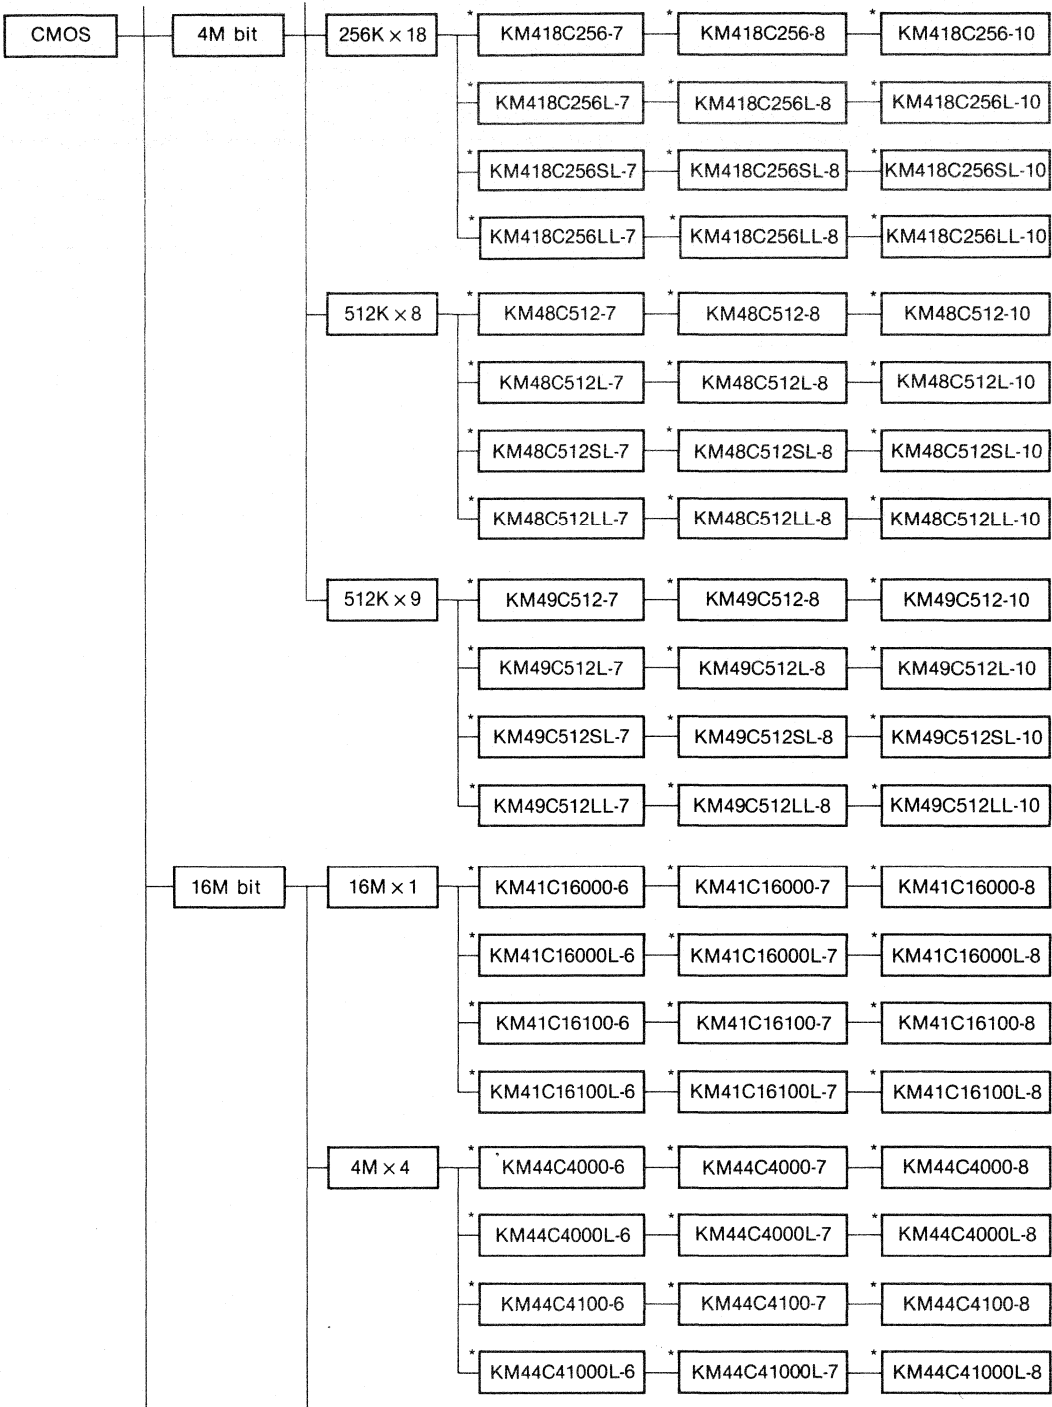 CMOS 4M bit 256K × 18 * KM418C256-7 * KM418C256-8 * KM418C256-10
* KM418C256L-7 * KM418C256L-8 * KM418C256L-10
* KM418C256SL-7 * KM418C256SL-8 * KM418C256SL-10
* KM418C256LL-7 * KM418C256LL-8 * KM418C256LL-10
512K × 8 * KM48C512-7 * KM48C512-8 * KM48C512-10
* KM48C512L-7 * KM48C512L-8 * KM48C512L-10
* KM48C512SL-7 * KM48C512SL-8 * KM48C512SL-10
* KM48C512LL-7 * KM48C512LL-8 * KM48C512LL-10
512K × 9 * KM49C512-7 * KM49C512-8 * KM49C512-10
* KM49C512L-7 * KM49C512L-8 * KM49C512L-10
* KM49C512SL-7 * KM49C512SL-8 * KM49C512SL-10
* KM49C512LL-7 * KM49C512LL-8 * KM49C512LL-10
16M bit 16M × 1 * KM41C16000-6 * KM41C16000-7 * KM41C16000-8
* KM41C16000L-6 * KM41C16000L-7 * KM41C16000L-8
* KM41C16100-6 * KM41C16100-7 * KM41C16100-8
* KM41C16100L-6 * KM41C16100L-7 * KM41C16100L-8
4M × 4 * KM44C4000-6 * KM44C4000-7 * KM44C4000-8
* KM44C4000L-6 * KM44C4000L-7 * KM44C4000L-8
* KM44C4100-6 * KM44C4100-7 * KM44C4100-8
* KM44C41000L-6 * KM44C41000L-7 * KM44C41000L-8